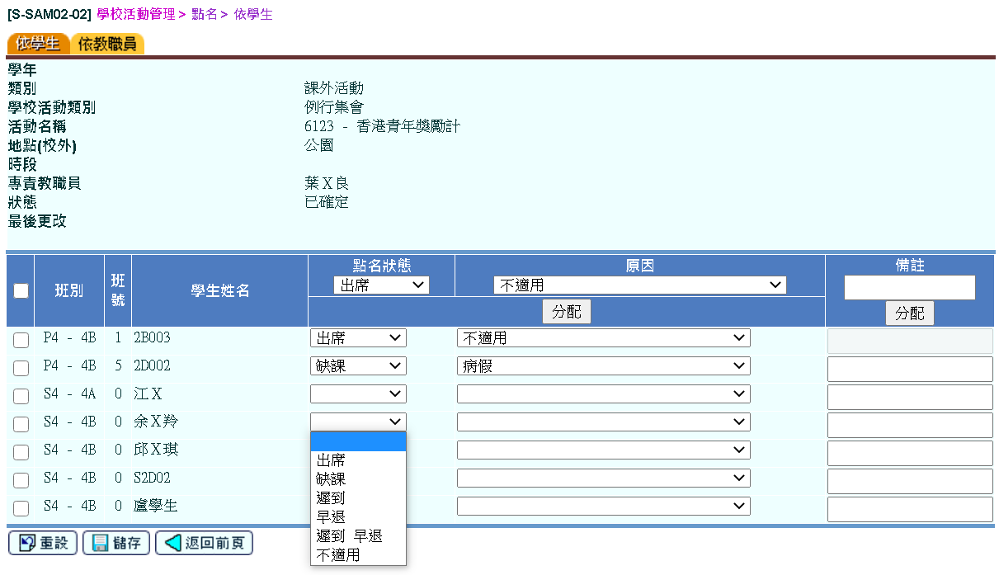 [S-SAM02-02] 學校活動管理 > 點名 > 依學生
依學生 依教職員
學年
類別 課外活動
學校活動類別 例行集會
活動名稱 6123 - 香港青年獎勵計
地點(校外) 公園
時段
專責教職員 葉X良
狀態 已確定
最後更改
班別 班號 學生姓名 點名狀態 原因 備註
出席 不適用
分配 分配
P4 - 4B 1 2B003 出席 不適用
P4 - 4B 5 2D002 缺課 病假
S4 - 4A 0 江X
S4 - 4B 0 余X羚
S4 - 4B 0 邱X琪
S4 - 4B 0 S2D02
S4 - 4B 0 盧學生
出席
缺課
遲到
早退
遲到 早退
不適用
重設 儲存 返回前頁